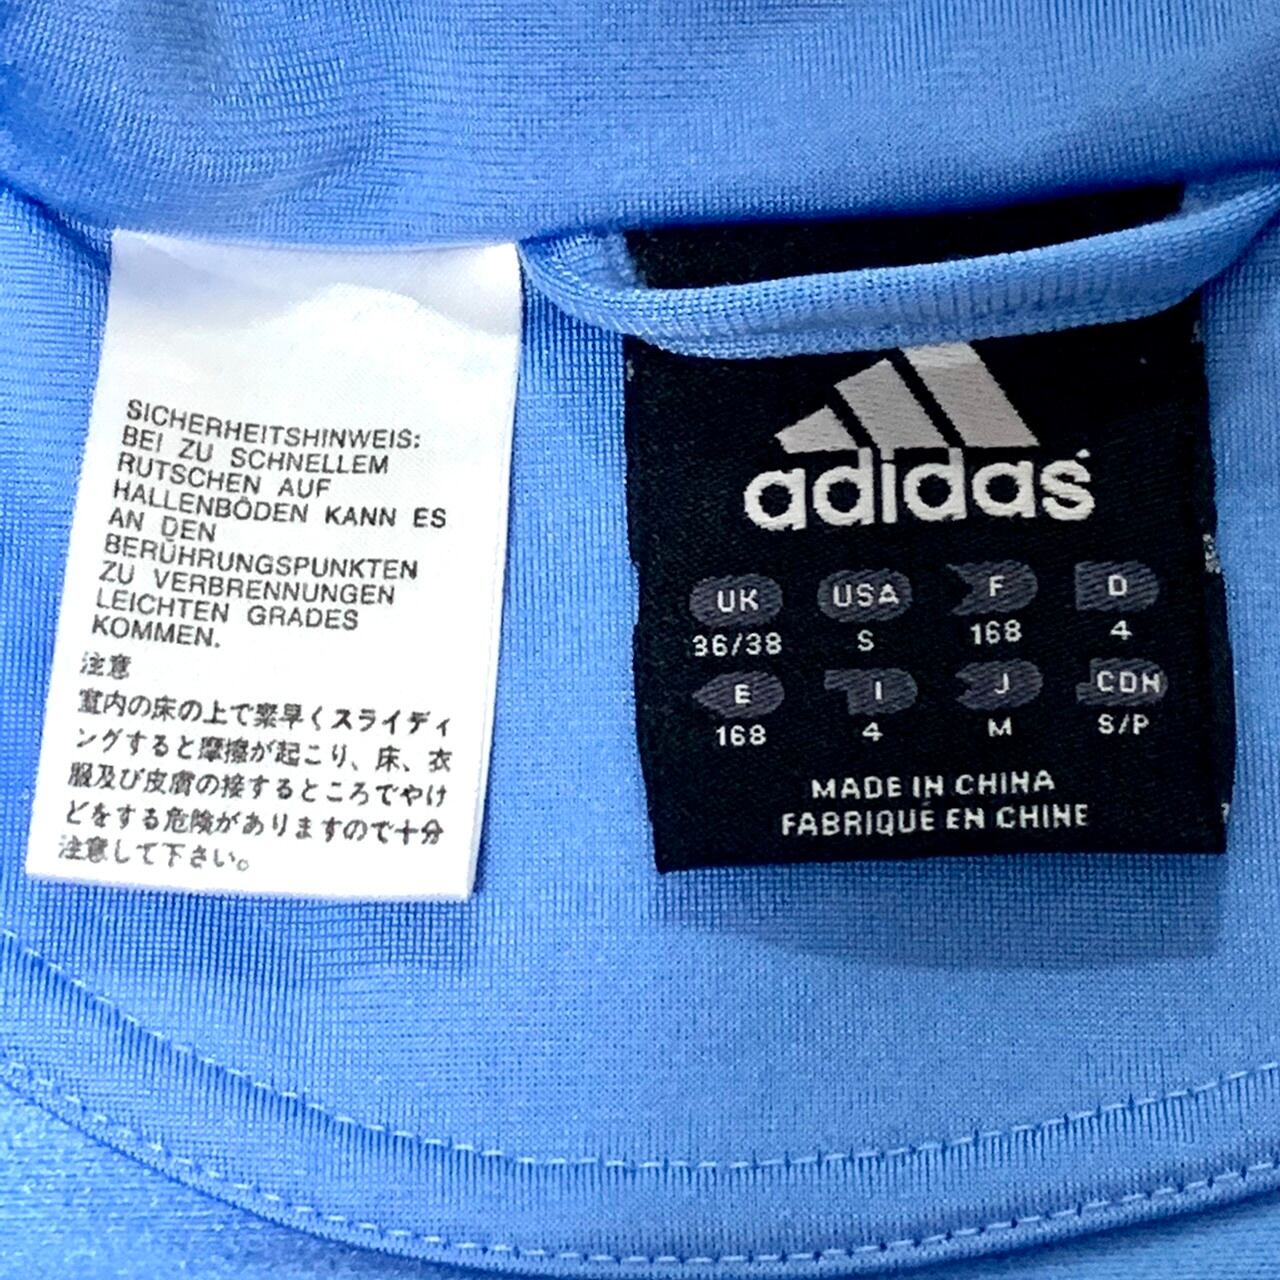 SICHERHEITSHINWEIS:
BEI ZU SCHNELLEM
RUTSCHEN AUF
HALLENBÖDEN KANN ES
AN DEN
BERÜHRUNGSPUNKTEN
ZU VERBRENNUNGEN
LEICHTEN GRADES
KOMMEN.
注意
室内の床の上で素早くスライディ
ングすると摩擦が起こり、床、衣
服及び皮膚の接するところでやけ
どをする危険がありますので十分
注意して下さい。
adidas
UK USA F D
36/38 S 168 4
E I J CDN
168 4 M S/P
MADE IN CHINA
FABRIQUÉ EN CHINE